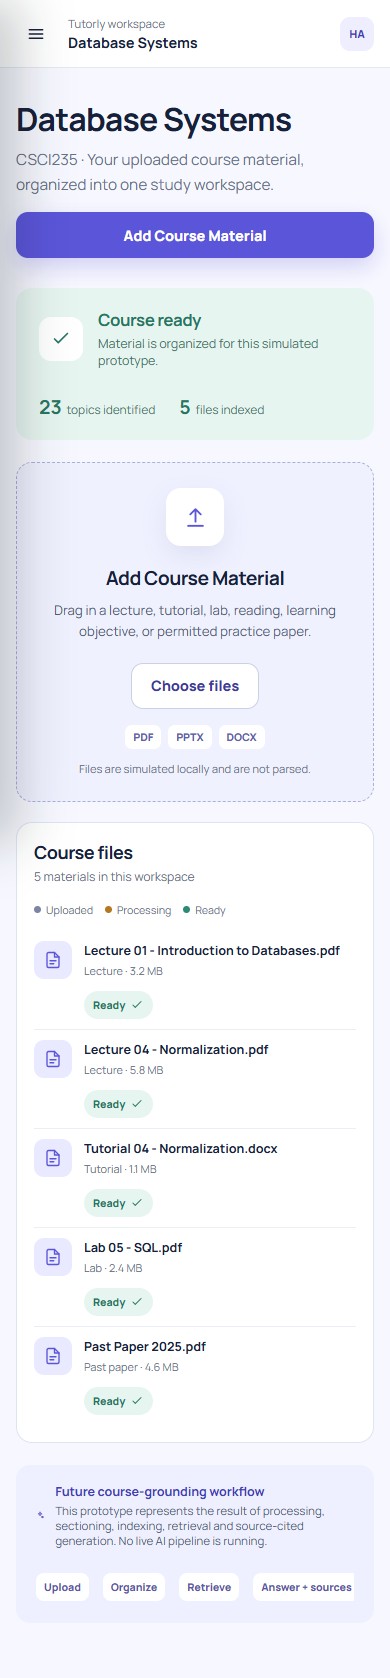 Tutorly workspace
Database Systems
HA
Database Systems
CSCI235 · Your uploaded course material,
organized into one study workspace.
Add Course Material
Course ready
Material is organized for this simulated
prototype.
23 topics identified 5 files indexed
Add Course Material
Drag in a lecture, tutorial, lab, reading, learning
objective, or permitted practice paper.
Choose files
PDF PPTX DOCX
Files are simulated locally and are not parsed.
Course files
5 materials in this workspace
Uploaded Processing Ready
Lecture 01 - Introduction to Databases.pdf
Lecture · 3.2 MB
Ready
Lecture 04 - Normalization.pdf
Lecture · 5.8 MB
Ready
Tutorial 04 - Normalization.docx
Tutorial · 1.1 MB
Ready
Lab 05 - SQL.pdf
Lab · 2.4 MB
Ready
Past Paper 2025.pdf
Past paper · 4.6 MB
Ready
Future course-grounding workflow
This prototype represents the result of processing,
sectioning, indexing, retrieval and source-cited
generation. No live AI pipeline is running.
Upload Organize Retrieve Answer + sources